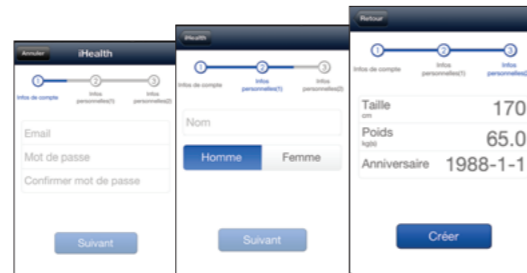 Annuler iHealth
1 2 3
Infos de compte Infos personnelles(1) Infos personnelles(2)
Email
Mot de passe
Confirmer mot de passe
Suivant
iHealth
1 2 3
Infos de compte Infos personnelles(1) Infos personnelles(2)
Nom
Homme Femme
Suivant
Retour
1 2 3
Infos de compte Infos personnelles(1) Infos personnelles(2)
Taille 170
cm
Poids 65.0
kg(s)
Anniversaire 1988-1-1
Créer